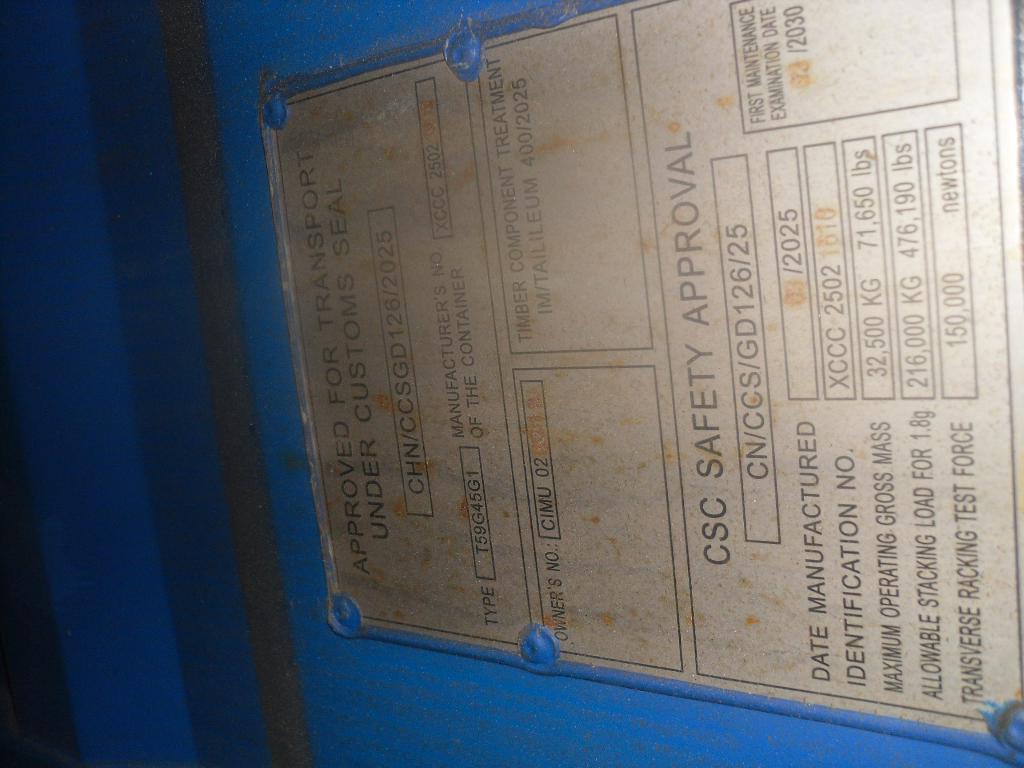 APPROVED FOR TRANSPORT
UNDER CUSTOMS SEAL
CHN/CCSGD126/2025
TYPE T59G45G1 MANUFACTURER'S NO. OF THE CONTAINER XCCC 2502
OWNER'S NO.: CIMU 02
TIMBER COMPONENT TREATMENT
IM/TAILILEUM 400/2025
CSC SAFETY APPROVAL
CN/CCS/GD126/25
FIRST MAINTENANCE
EXAMINATION DATE
03 /2030
DATE MANUFACTURED /2025
IDENTIFICATION NO. XCCC 2502
MAXIMUM OPERATING GROSS MASS 32,500 KG 71,650 lbs
ALLOWABLE STACKING LOAD FOR 1.8g 216,000 KG 476,190 lbs
TRANSVERSE RACKING TEST FORCE 150,000 newtons